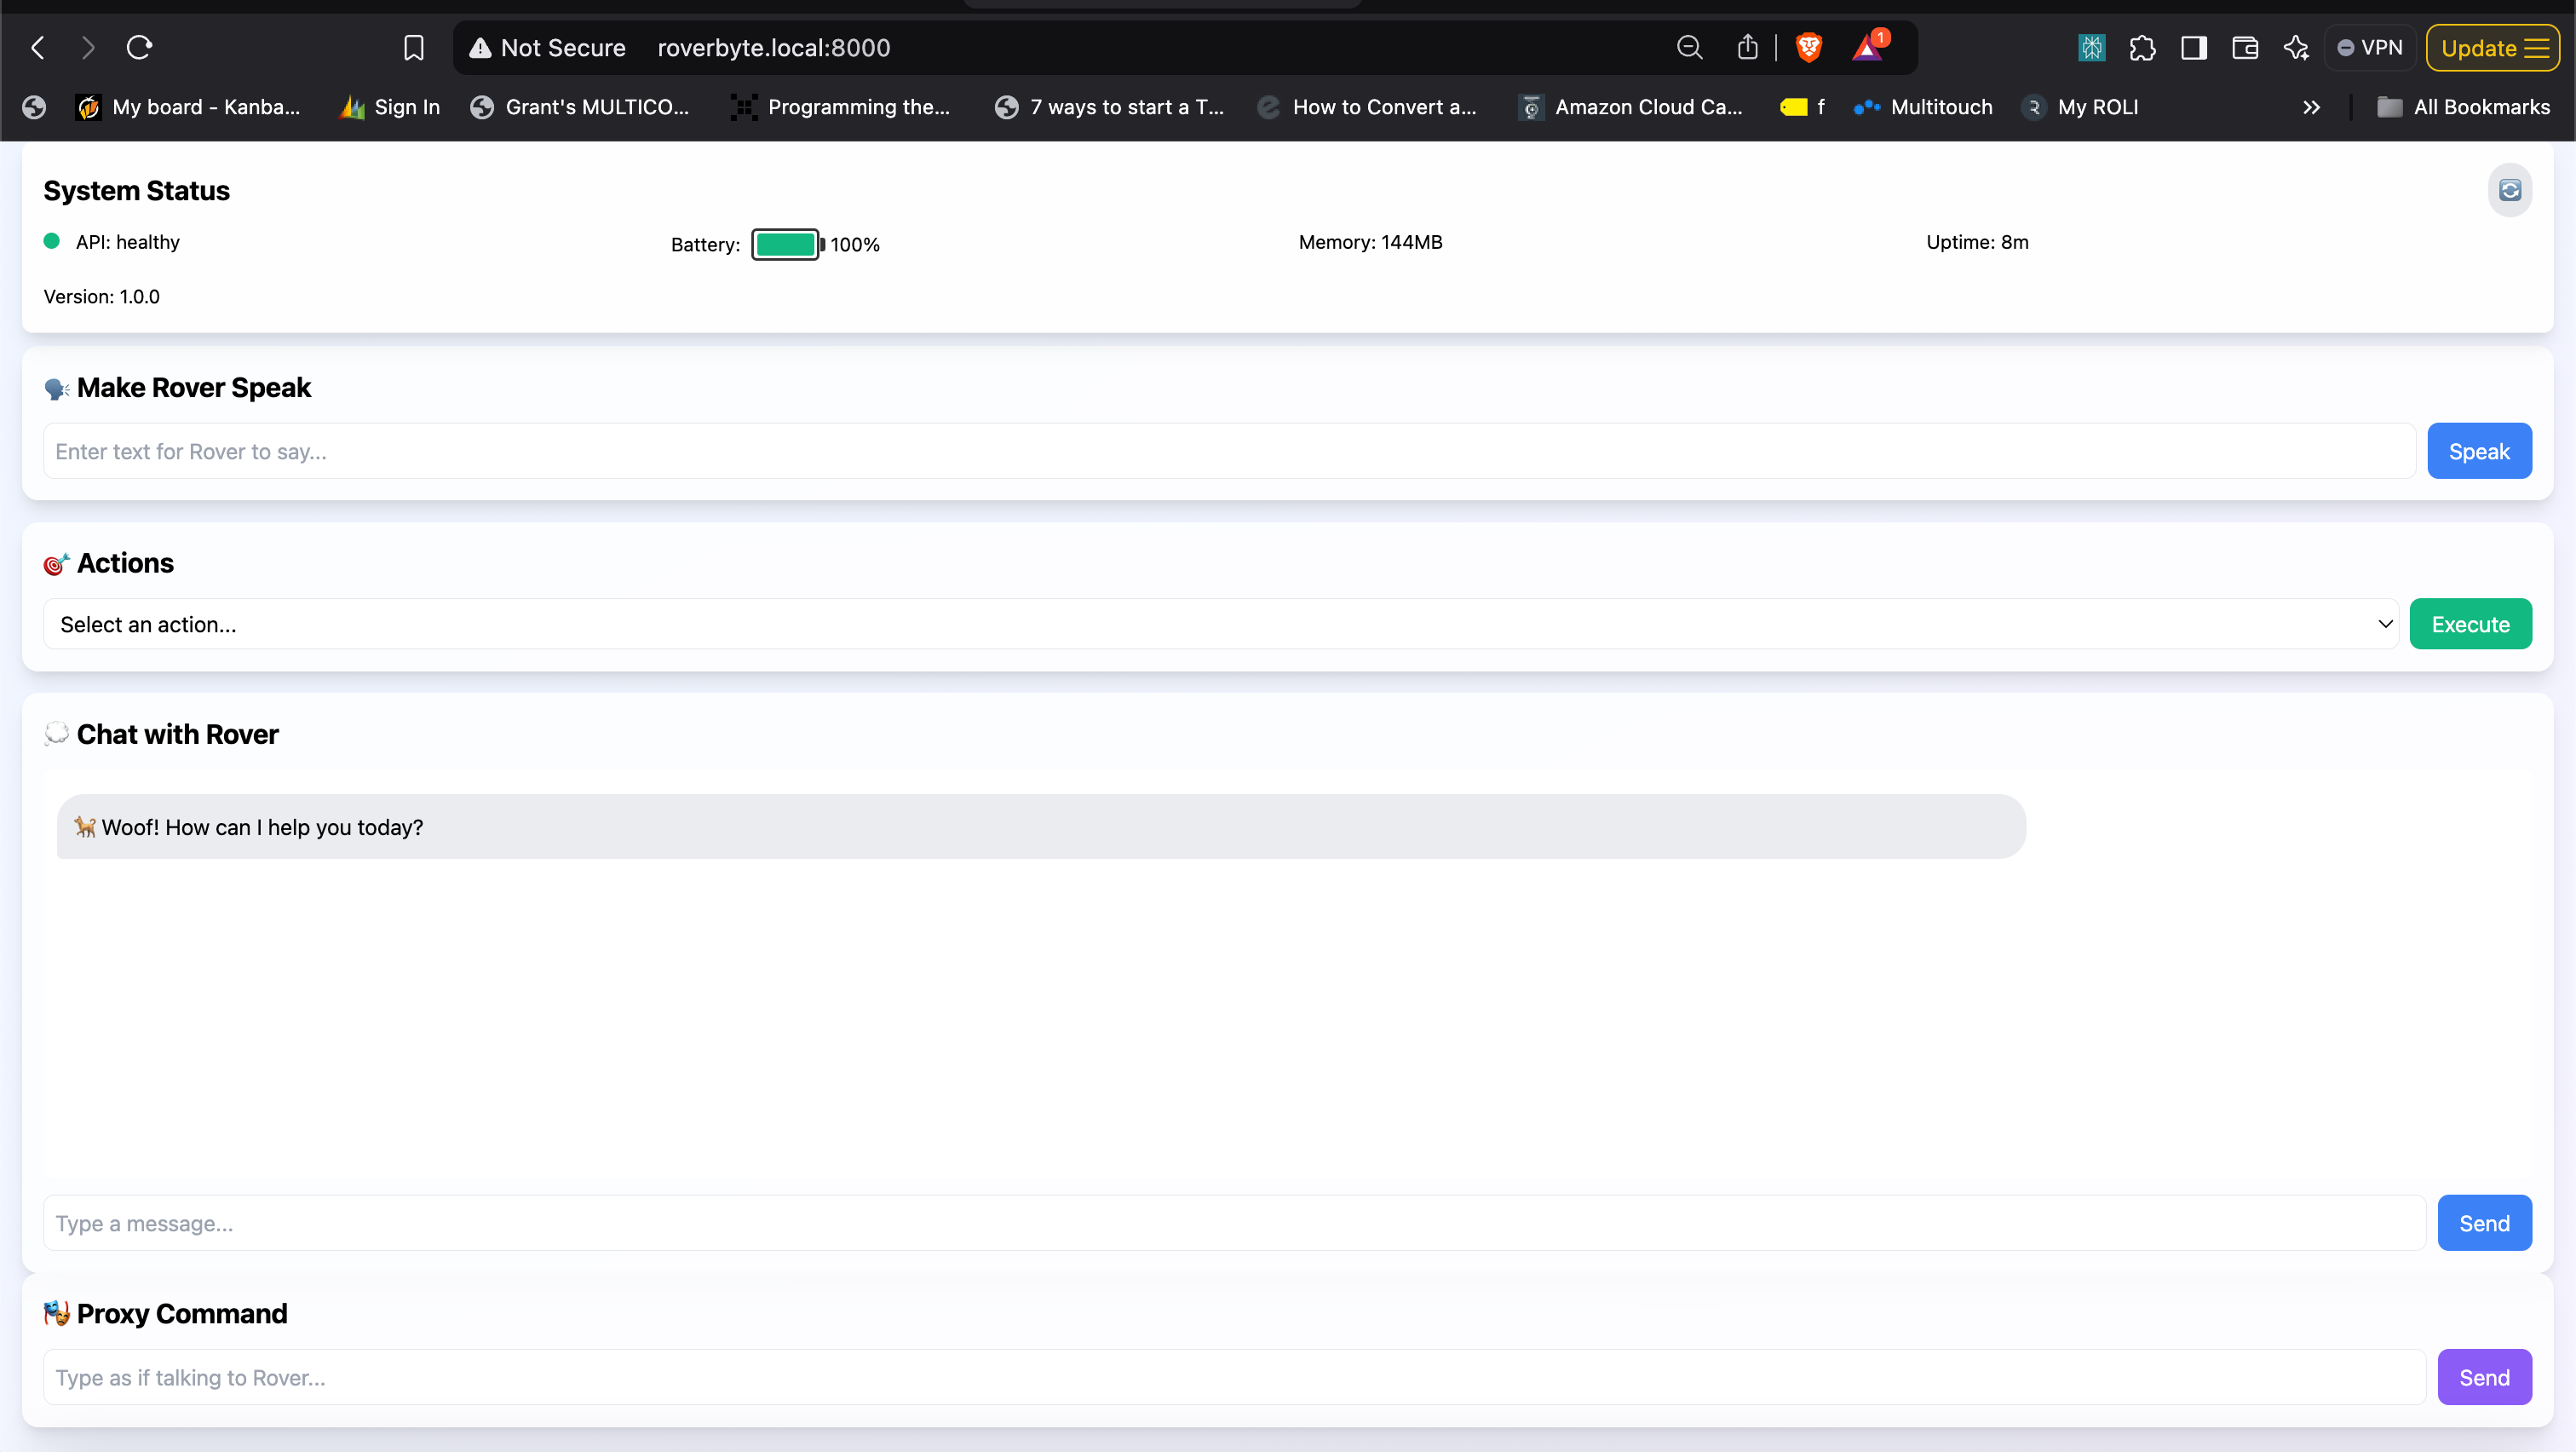 Not Secure roverbyte.local:8000
1
VPN
Update
My board - Kanba...
Sign In
Grant's MULTICO...
Programming the...
7 ways to start a T...
How to Convert a...
Amazon Cloud Ca...
f
Multitouch
My ROLI
All Bookmarks
System Status
API: healthy
Battery: 100%
Memory: 144MB
Uptime: 8m
Version: 1.0.0
Make Rover Speak
Enter text for Rover to say...
Speak
Actions
Select an action...
Execute
Chat with Rover
Woof! How can I help you today?
Type a message...
Send
Proxy Command
Type as if talking to Rover...
Send